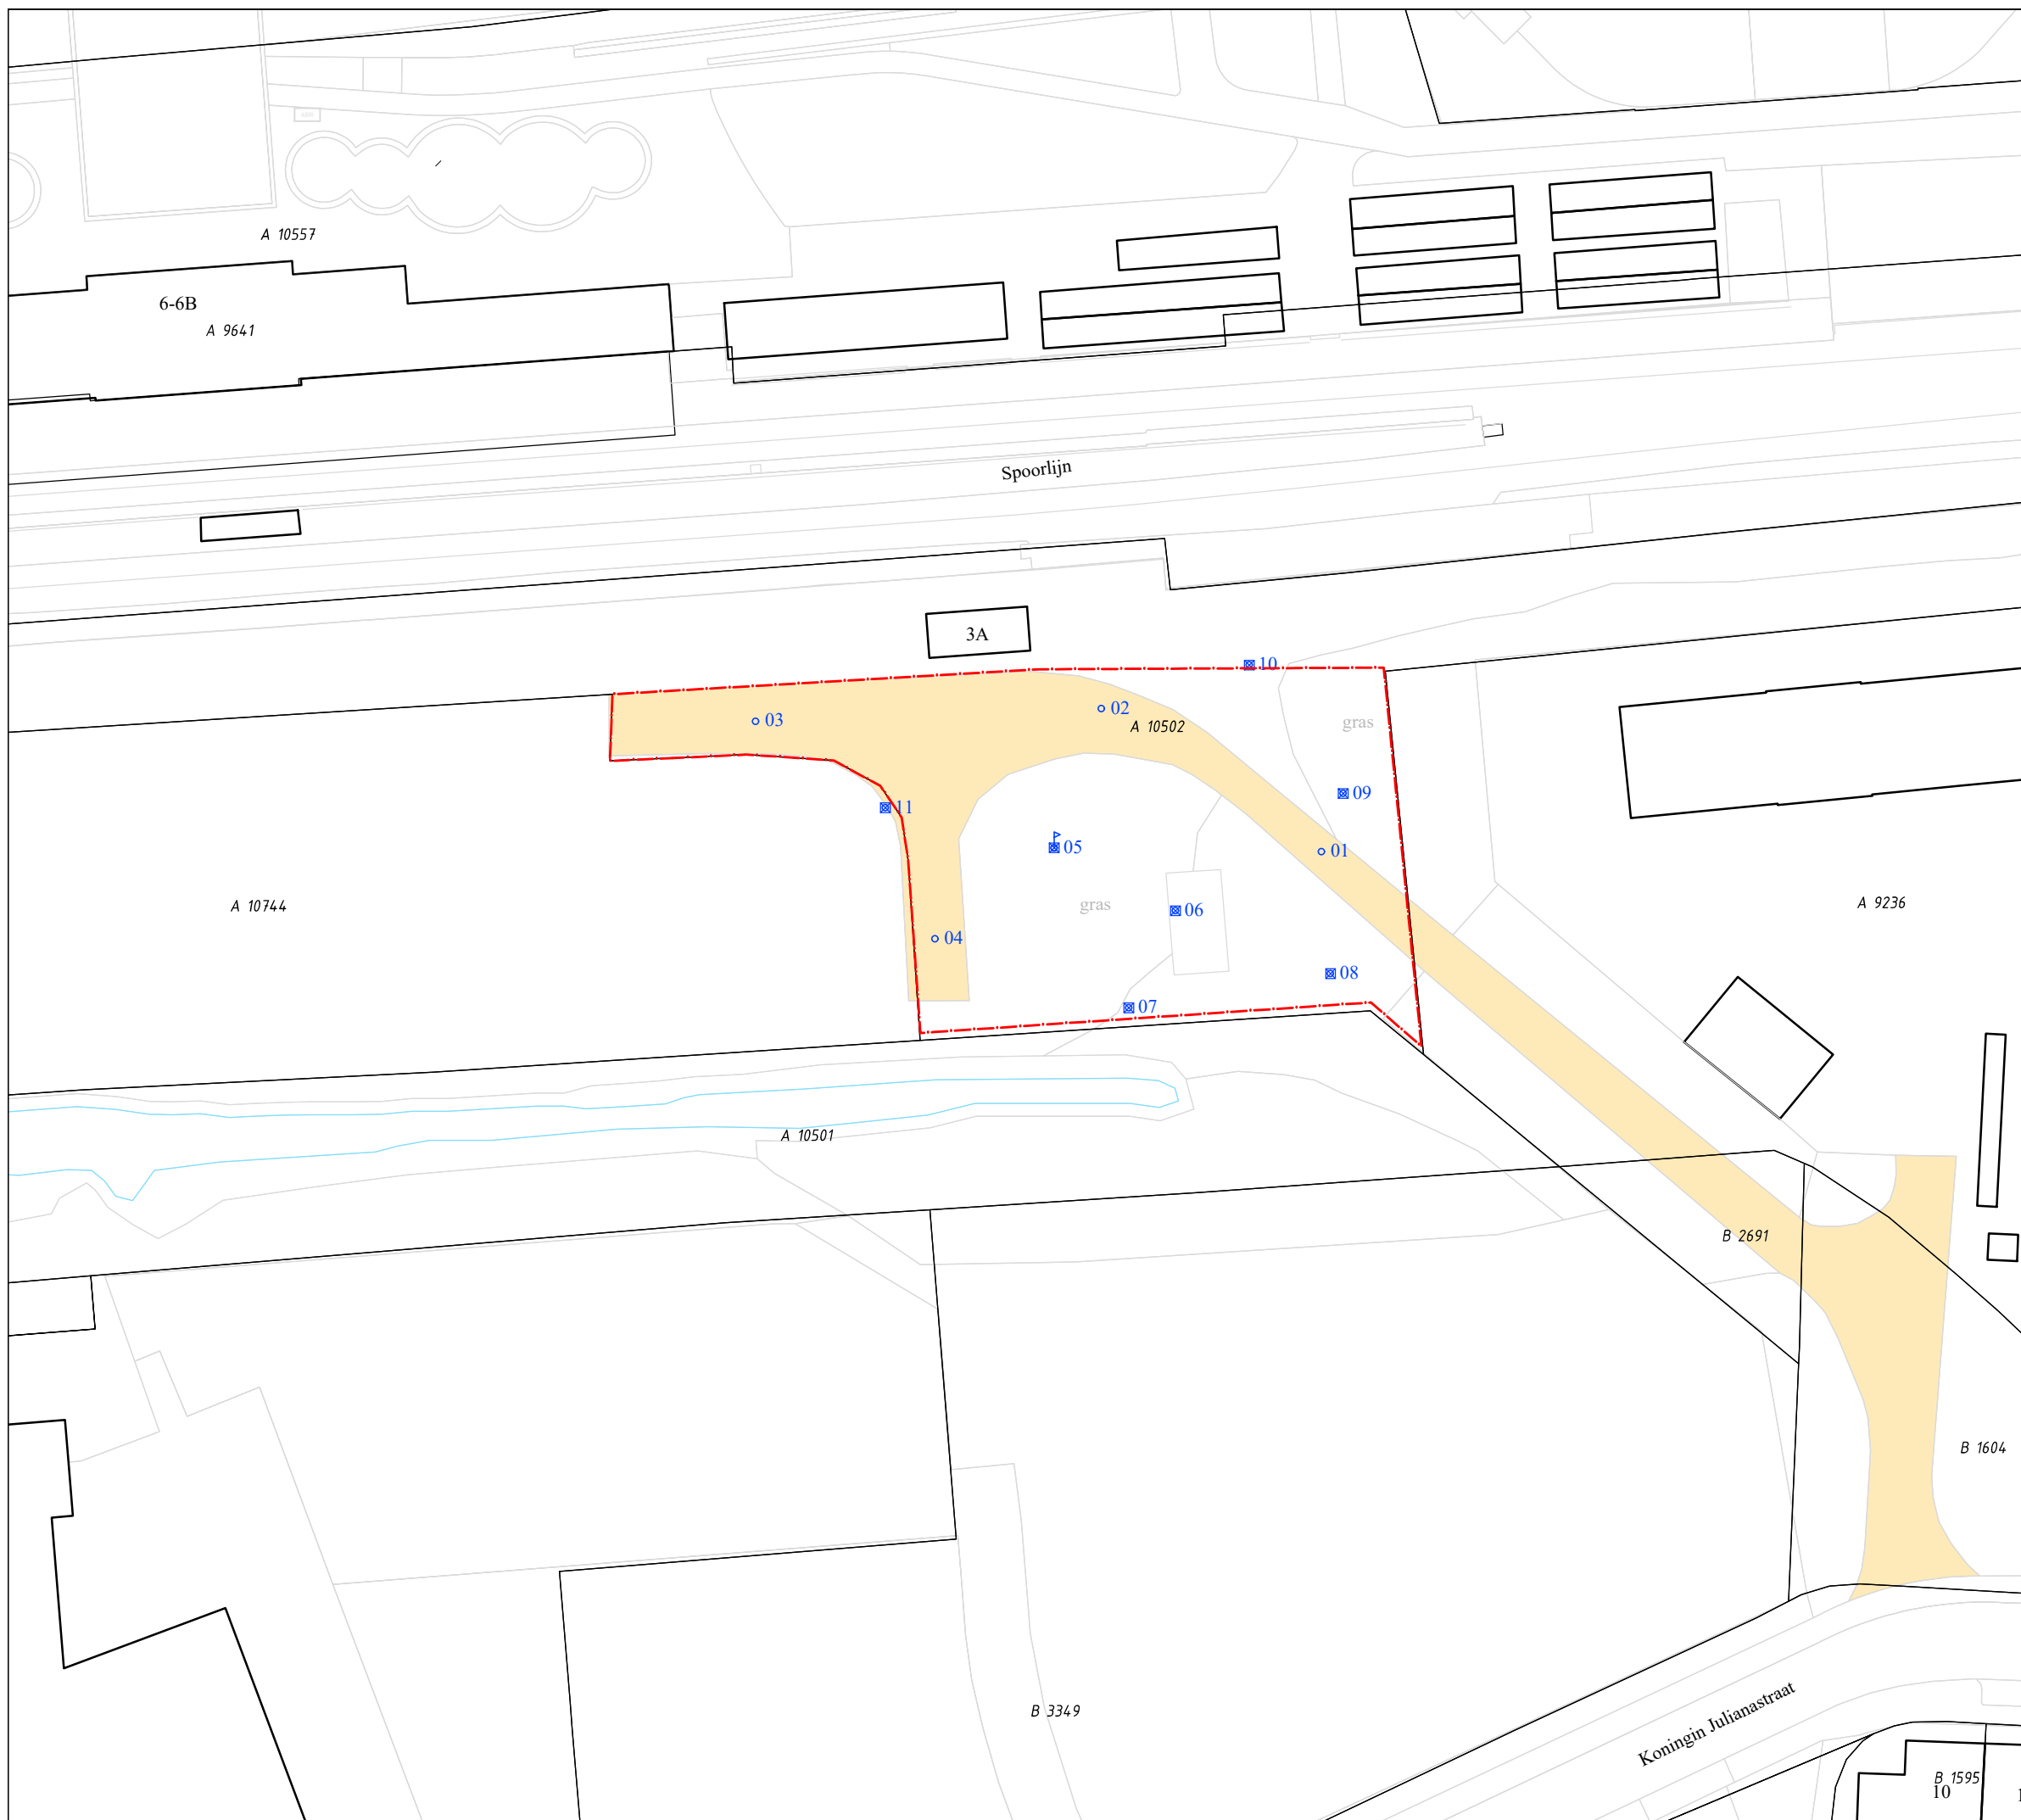 A 10557
6-6B
A 9641
Spoorlijn
3A
10
03
02
A 10502
gras
11
09
05
01
A 10744
gras
06
A 9236
04
08
07
A 10501
B 2691
B 1604
B 3349
Koningin Julianastraat
B 1595
10